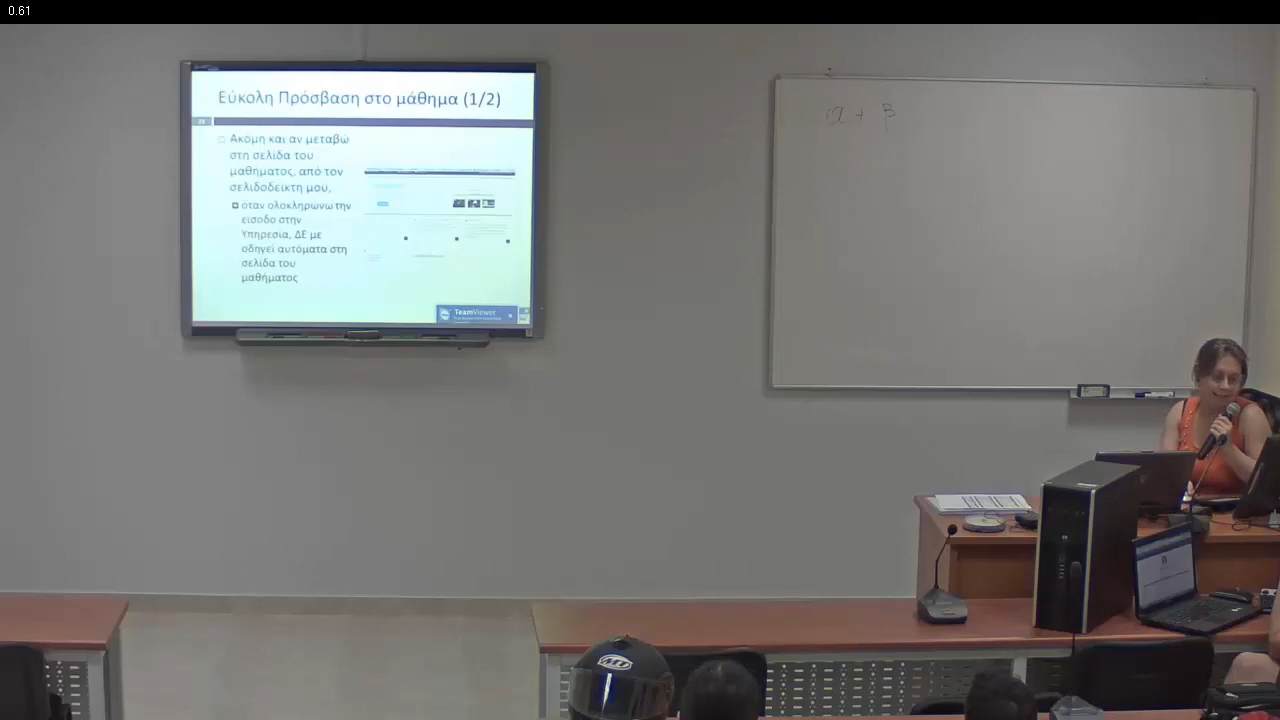 0.61
Εύκολη Πρόσβαση στο μάθημα (1/2)
Ακόμη και αν μεταβώ
στη σελίδα του
μαθήματος, από τον
σελιδοδείκτη μου,
όταν ολοκληρώνω την
είσοδο στην
Υπηρεσία, ΔΕ με
οδηγεί αυτόματα στη
σελίδα του
μαθήματος
TeamViewer
α + β